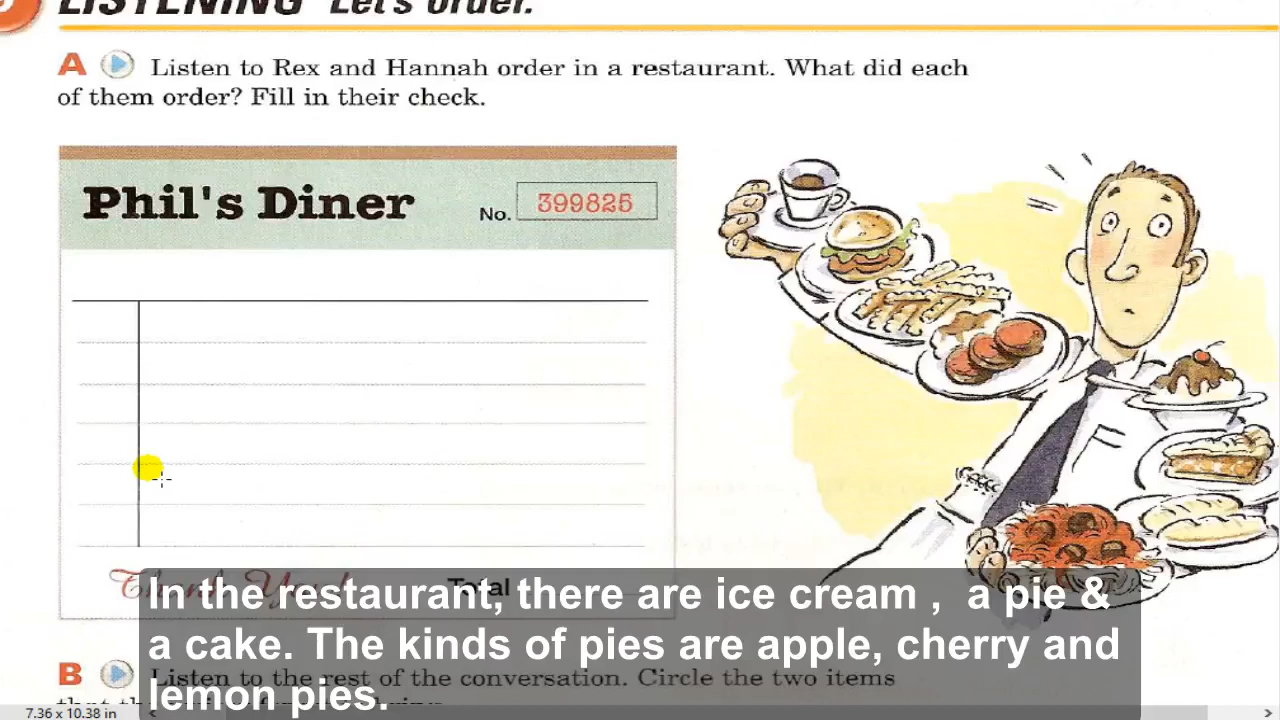 LISTENING Let's order.
A Listen to Rex and Hannah order in a restaurant. What did each
of them order? Fill in their check.
Phil's Diner
No. 399825
Thank You!
Total
In the restaurant, there are ice cream , a pie &
a cake. The kinds of pies are apple, cherry and
lemon pies.
B Listen to the rest of the conversation. Circle the two items
7.36 x 10.38 in